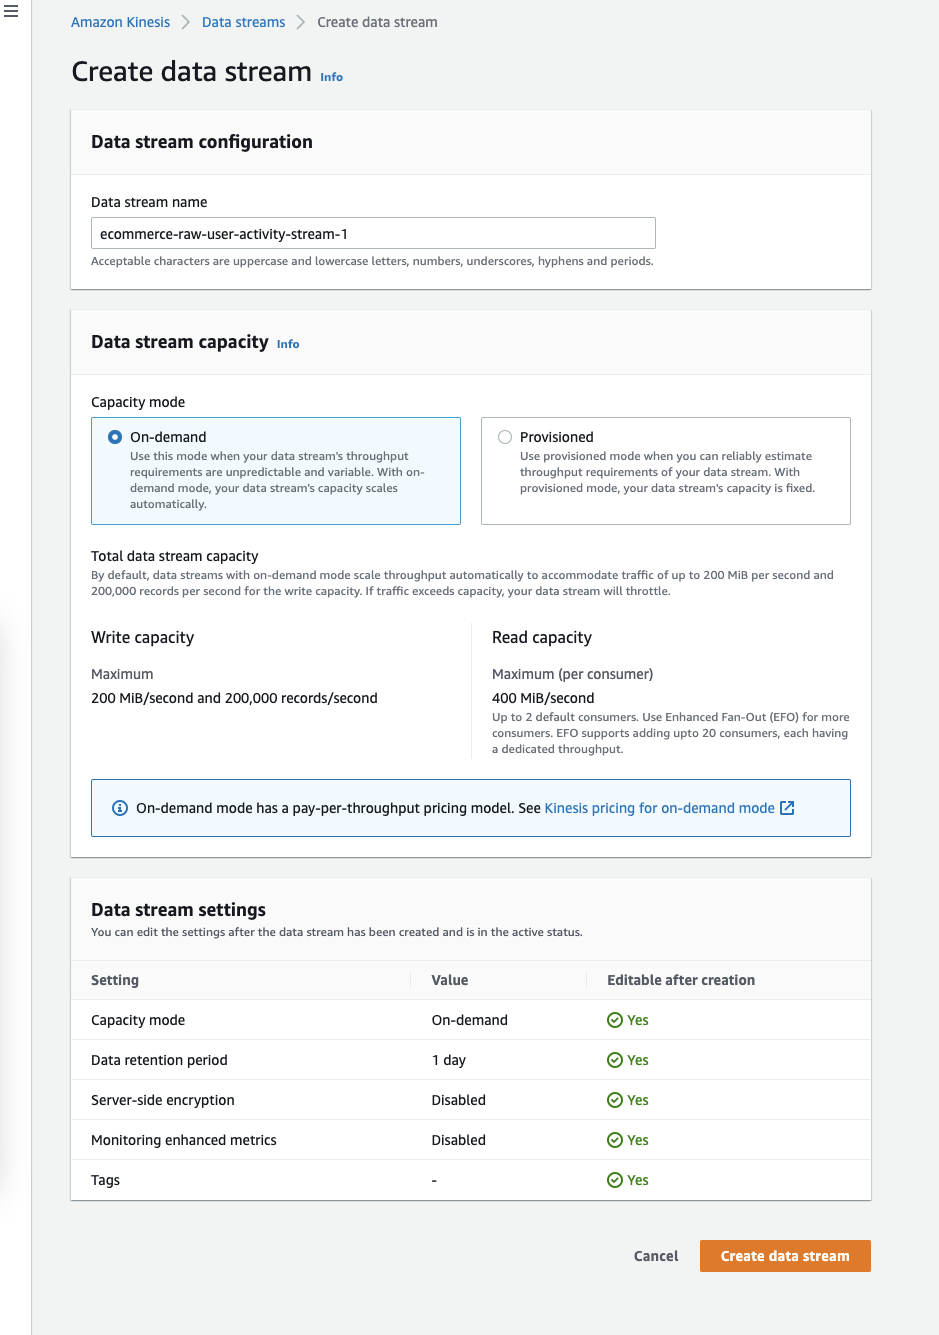 Amazon Kinesis > Data streams > Create data stream
Create data stream Info
Data stream configuration
Data stream name
ecommerce-raw-user-activity-stream-1
Acceptable characters are uppercase and lowercase letters, numbers, underscores, hyphens and periods.
Data stream capacity Info
Capacity mode
On-demand
Use this mode when your data stream's throughput
requirements are unpredictable and variable. With on-
demand mode, your data stream's capacity scales
automatically.
Provisioned
Use provisioned mode when you can reliably estimate
throughput requirements of your data stream. With
provisioned mode, your data stream's capacity is fixed.
Total data stream capacity
By default, data streams with on-demand mode scale throughput automatically to accommodate traffic of up to 200 MiB per second and
200,000 records per second for the write capacity. If traffic exceeds capacity, your data stream will throttle.
Write capacity
Maximum
200 MiB/second and 200,000 records/second
Read capacity
Maximum (per consumer)
400 MiB/second
Up to 2 default consumers. Use Enhanced Fan-Out (EFO) for more
consumers. EFO supports adding upto 20 consumers, each having
a dedicated throughput.
On-demand mode has a pay-per-throughput pricing model. See Kinesis pricing for on-demand mode
Data stream settings
You can edit the settings after the data stream has been created and is in the active status.
Setting Value Editable after creation
Capacity mode On-demand Yes
Data retention period 1 day Yes
Server-side encryption Disabled Yes
Monitoring enhanced metrics Disabled Yes
Tags - Yes
Cancel Create data stream